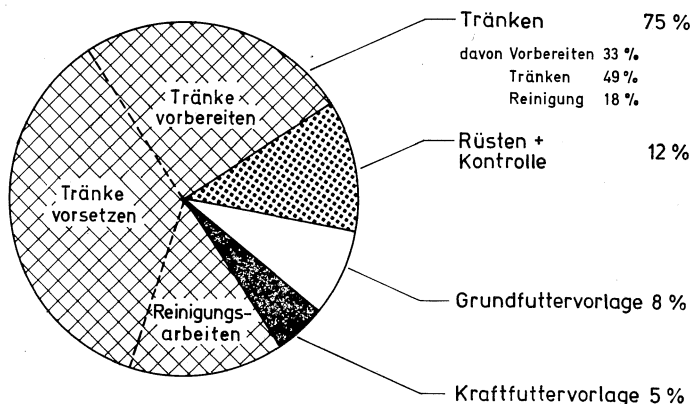 Tränken 75 %
davon Vorbereiten 33 %
Tränken 49 %
Reinigung 18 %
Rüsten +
Kontrolle 12 %
Grundfuttervorlage 8 %
Kraftfuttervorlage 5 %
Tränke
vorbereiten
Tränke
vorsetzen
Reinigungs-
arbeiten